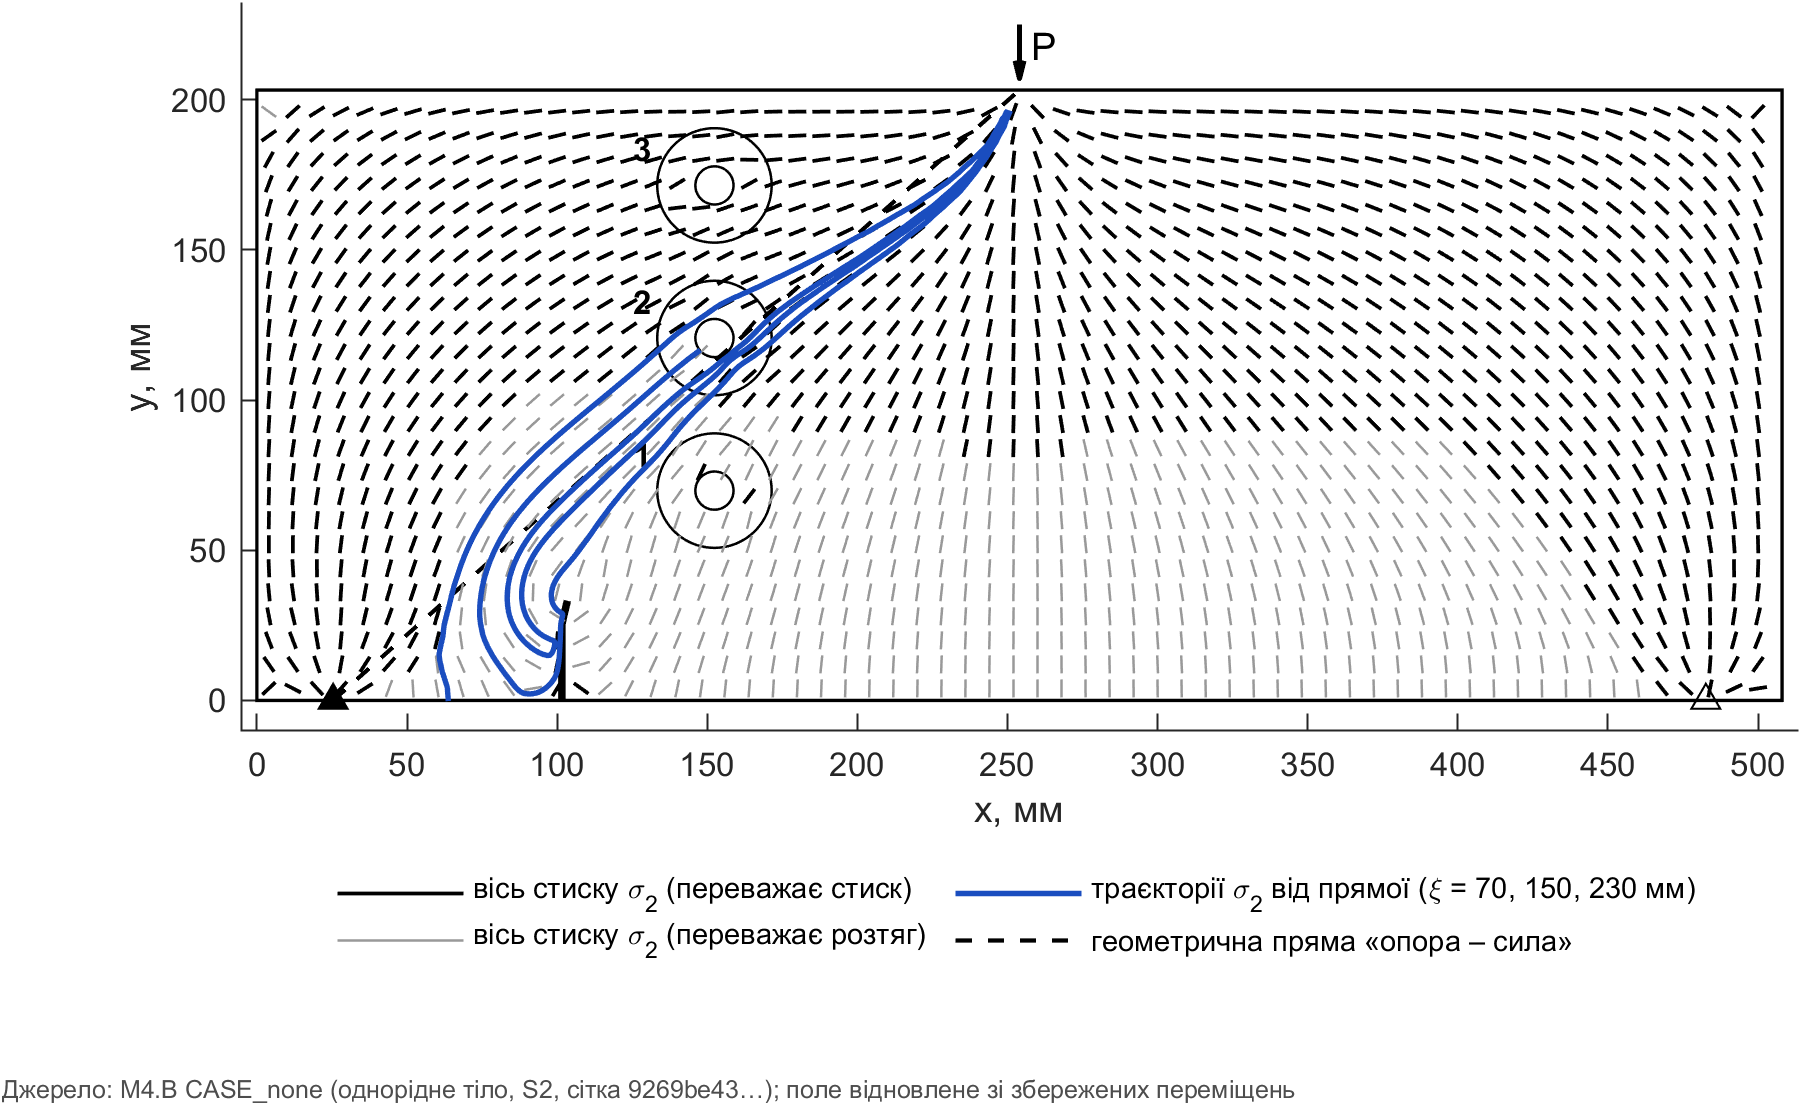 P
200
150
100
50
0
y, мм
3
2
1
0 50 100 150 200 250 300 350 400 450 500
x, мм
вісь стиску σ2 (переважає стиск)
траєкторії σ2 від прямої (ξ = 70, 150, 230 мм)
вісь стиску σ2 (переважає розтяг)
геометрична пряма «опора – сила»
Джерело: M4.B CASE_none (однорідне тіло, S2, сітка 9269be43…); поле відновлене зі збережених переміщень